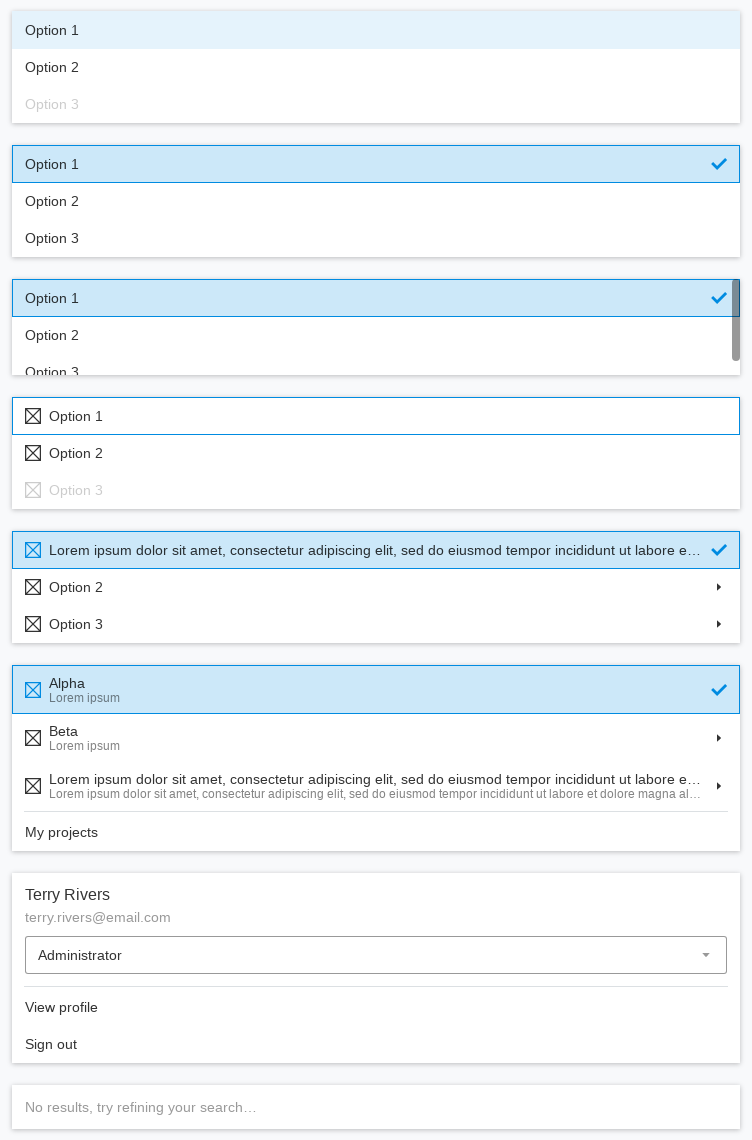 Option 1
Option 2
Option 3
Option 1
Option 2
Option 3
Option 1
Option 2
Option 3
Option 1
Option 2
Option 3
Lorem ipsum dolor sit amet, consectetur adipiscing elit, sed do eiusmod tempor incididunt ut labore e…
Option 2
Option 3
Alpha
Lorem ipsum
Beta
Lorem ipsum
Lorem ipsum dolor sit amet, consectetur adipiscing elit, sed do eiusmod tempor incididunt ut labore e…
Lorem ipsum dolor sit amet, consectetur adipiscing elit, sed do eiusmod tempor incididunt ut labore et dolore magna al…
My projects
Terry Rivers
terry.rivers@email.com
Administrator
View profile
Sign out
No results, try refining your search…